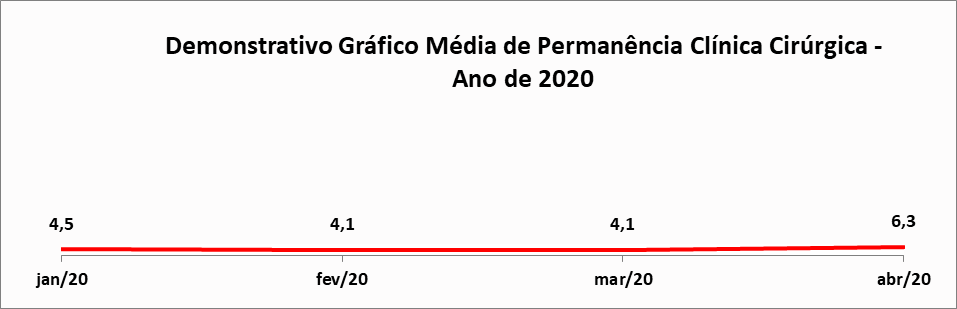 Demonstrativo Gráfico Média de Permanência Clínica Cirúrgica -
Ano de 2020
4,5 4,1 4,1 6,3
jan/20 fev/20 mar/20 abr/20